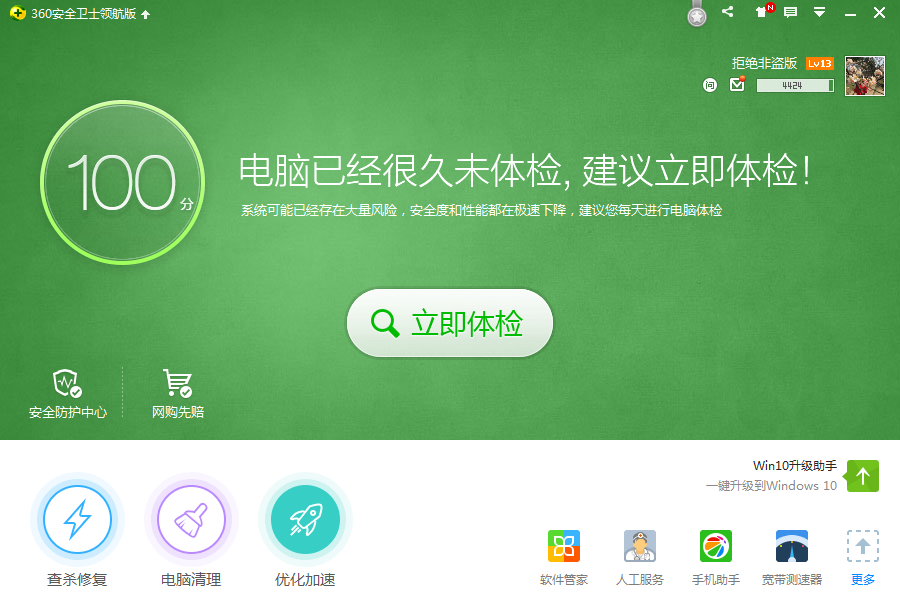 360安全卫士领航版
N
拒绝非盗版 Lv13
问
4424
100分
电脑已经很久未体检, 建议立即体检!
系统可能已经存在大量风险，安全度和性能都在极速下降，建议您每天进行电脑体检
立即体检
安全防护中心
网购先赔
Win10升级助手
一键升级到Windows 10
查杀修复
电脑清理
优化加速
软件管家
人工服务
手机助手
宽带测速器
更多